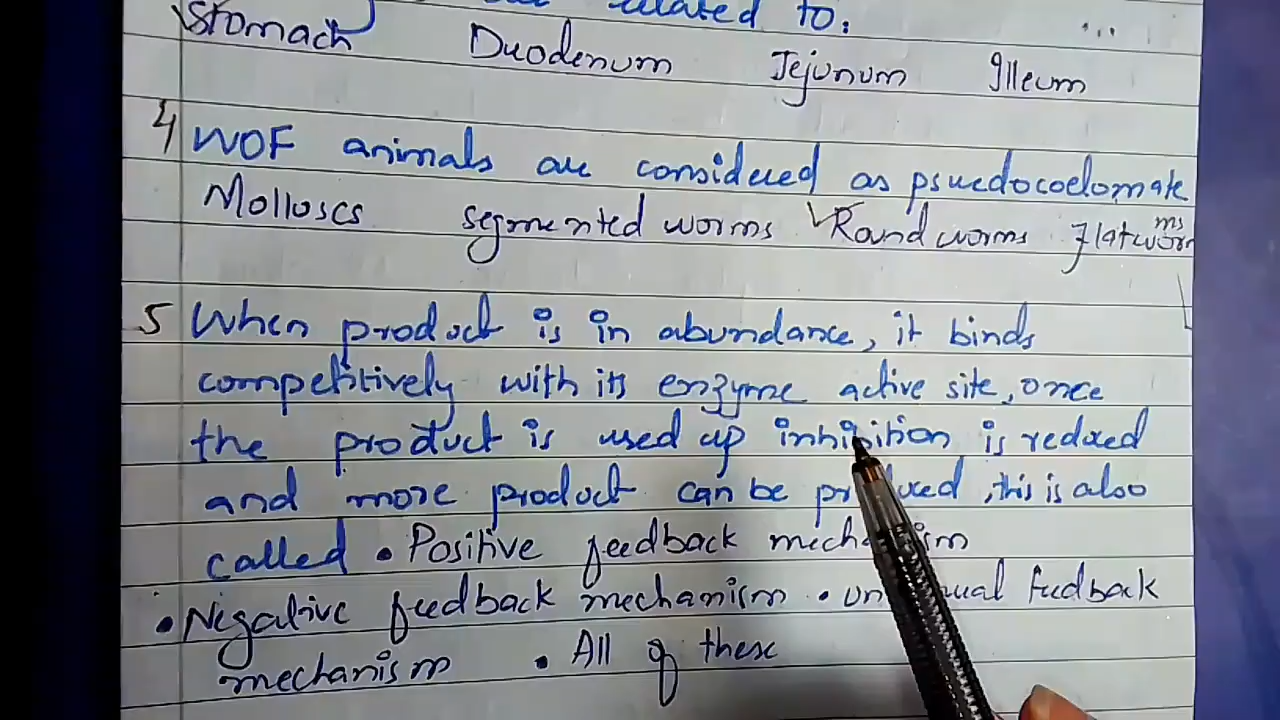 related to:
Stomach Duodenum Jejunum Illeum
4 WOF animals are considered as psuedocoelomate
Molloscs segmented worms Round worms Flatworms
5 When product is in abundance, it binds
competitively with its enzyme active site, once
the product is used up inhibition is reduced
and more product can be produced, this is also
called • Positive feedback mechanism
• Negative feedback mechanism • feedback
mechanism • All of these